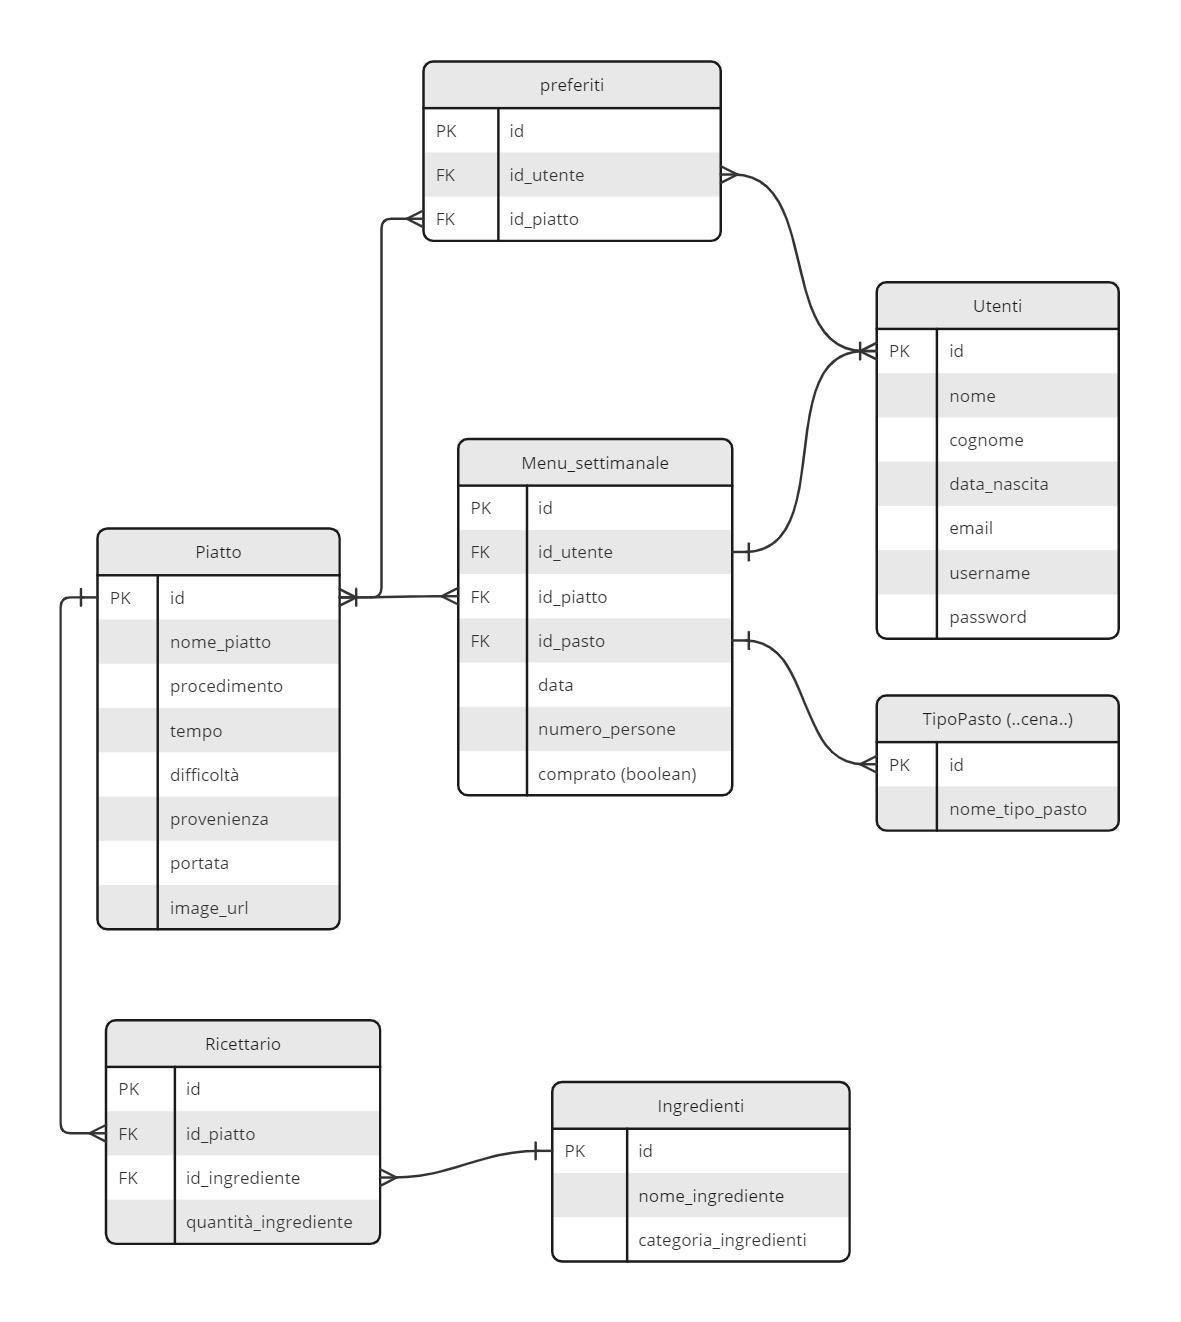 preferiti
PK id
FK id_utente
FK id_piatto
Utenti
PK id
nome
cognome
data_nascita
email
username
password
Menu_settimanale
PK id
FK id_utente
FK id_piatto
FK id_pasto
data
numero_persone
comprato (boolean)
Piatto
PK id
nome_piatto
procedimento
tempo
difficoltà
provenienza
portata
image_url
TipoPasto (..cena..)
PK id
nome_tipo_pasto
Ricettario
PK id
FK id_piatto
FK id_ingrediente
quantità_ingrediente
Ingredienti
PK id
nome_ingrediente
categoria_ingredienti